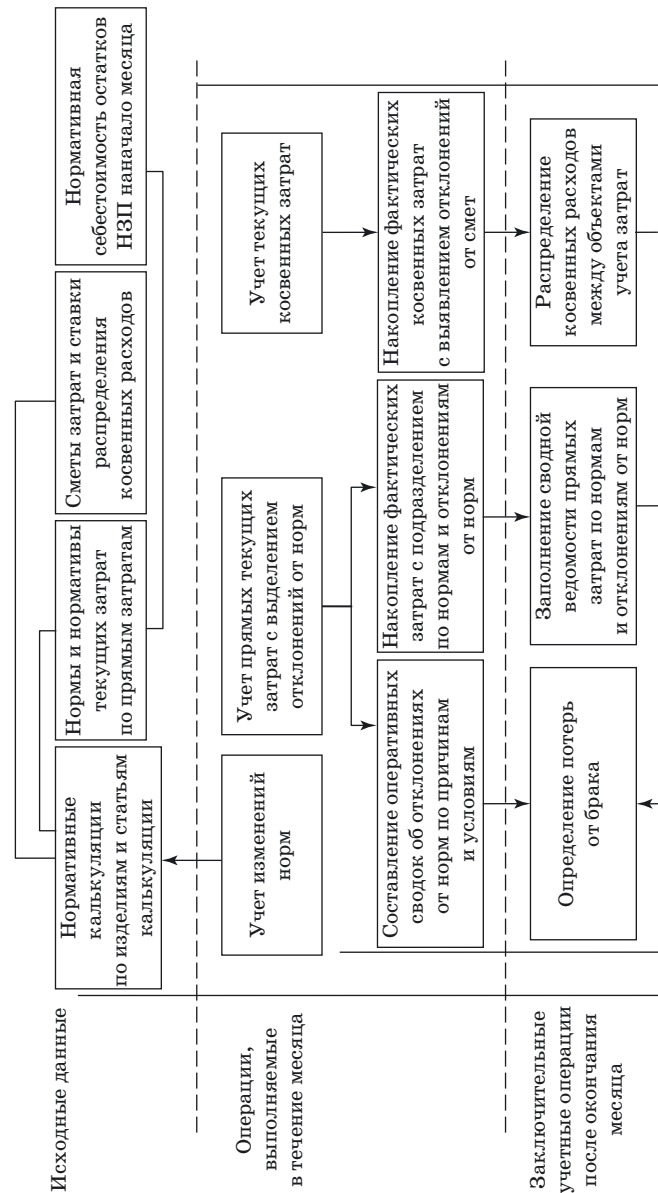 Исходные данные
Нормативные
калькуляции
по изделиям и статьям
калькуляции
Нормы и нормативы
текущих затрат
по прямым затратам
Сметы затрат и ставки
распределения
косвенных расходов
Нормативная
себестоимость остатков
НЗП наначало месяца
Операции,
выполняемые
в течение месяца
Учет изменений
норм
Учет прямых текущих
затрат с выделением
отклонений от норм
Учет текущих
косвенных затрат
Составление оперативных
сводок об отклонениях
от норм по причинам
и условиям
Накопление фактических
затрат с подразделением
по нормам и отклонениям
от норм
Накопление фактических
косвенных затрат
с выявлением отклонений
от смет
Заключительные
учетные операции
после окончания
месяца
Определение потерь
от брака
Заполнение сводной
ведомости прямых
затрат по нормам
и отклонениям от норм
Распределение
косвенных расходов
между объектами
учета затрат